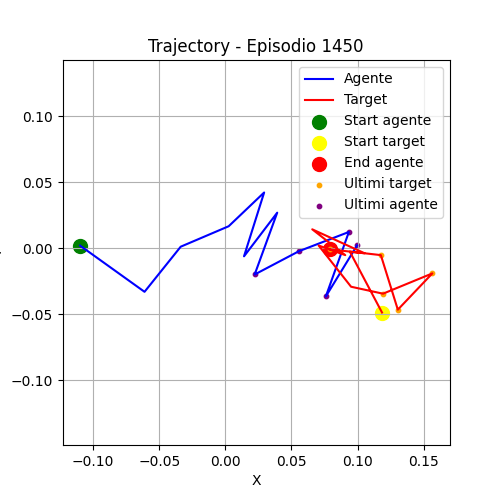 Trajectory - Episodio 1450
Agente
Target
Start agente
Start target
End agente
Ultimi target
Ultimi agente
0.10
0.05
0.00
−0.05
−0.10
−0.10
−0.05
0.00
0.05
0.10
0.15
X